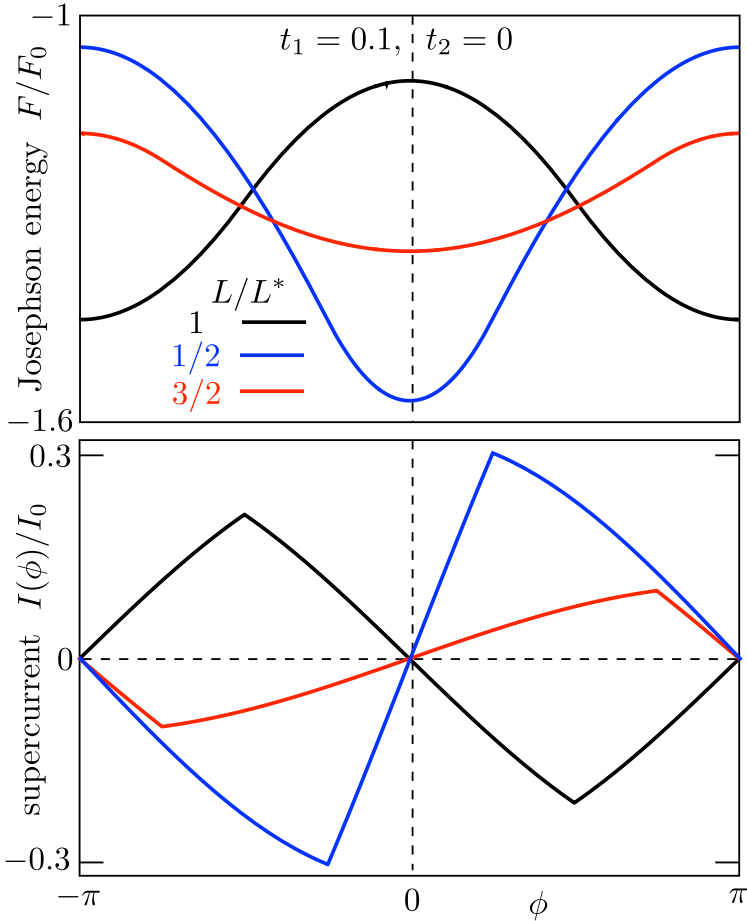 −1
t₁ = 0.1, t₂ = 0
Josephson energy F/F₀
L/L*
1
1/2
3/2
−1.6
0.3
supercurrent I(ϕ)/I₀
0
−0.3
−π
0
ϕ
π